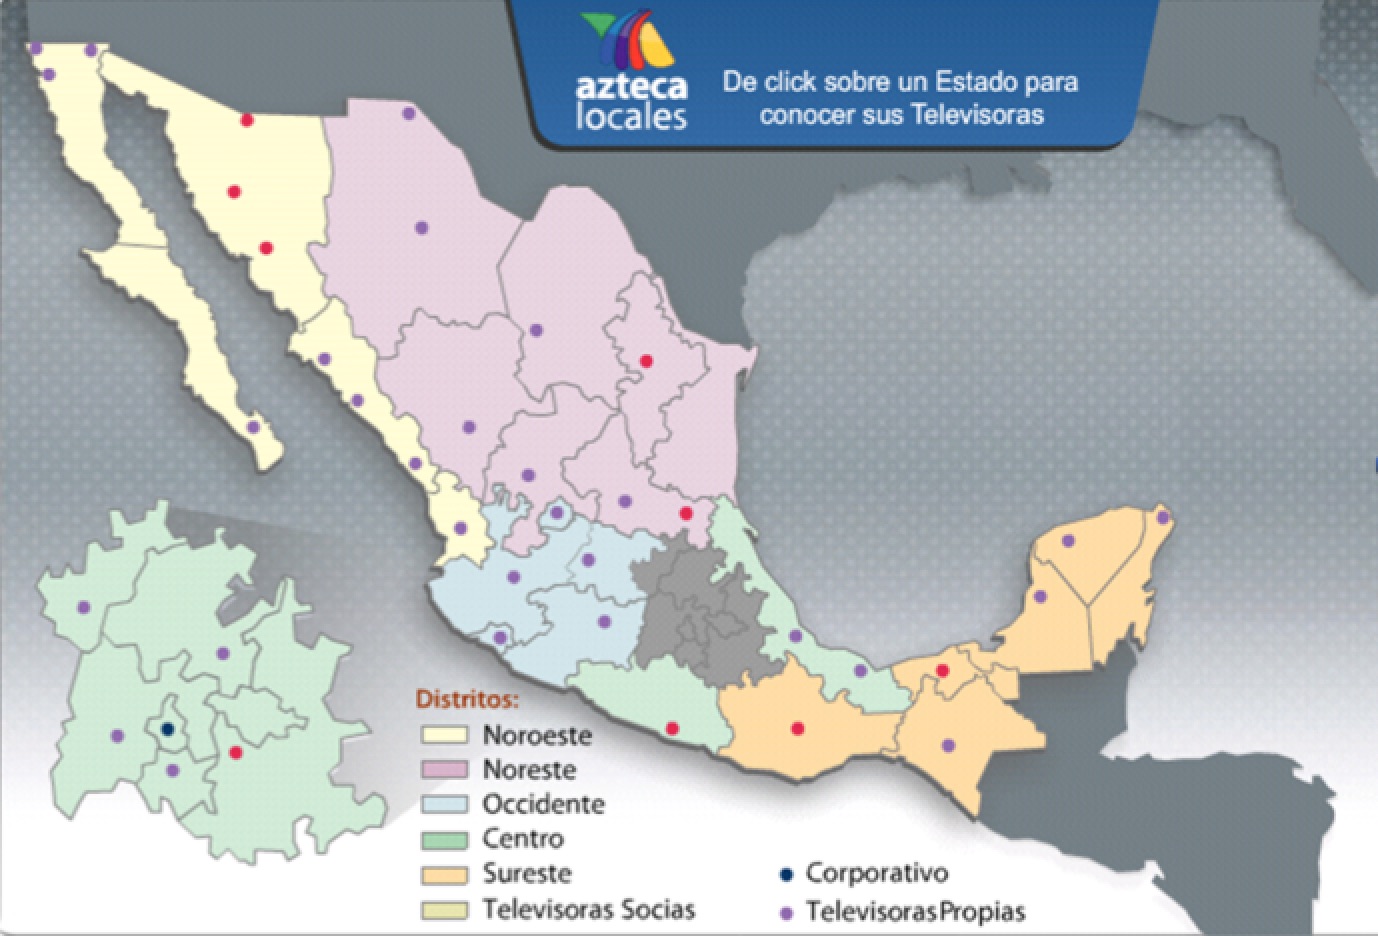 azteca
locales
De click sobre un Estado para
conocer sus Televisoras
Distritos:
Noroeste
Noreste
Occidente
Centro
Sureste
Televisoras Socias
Corporativo
TelevisorasPropias